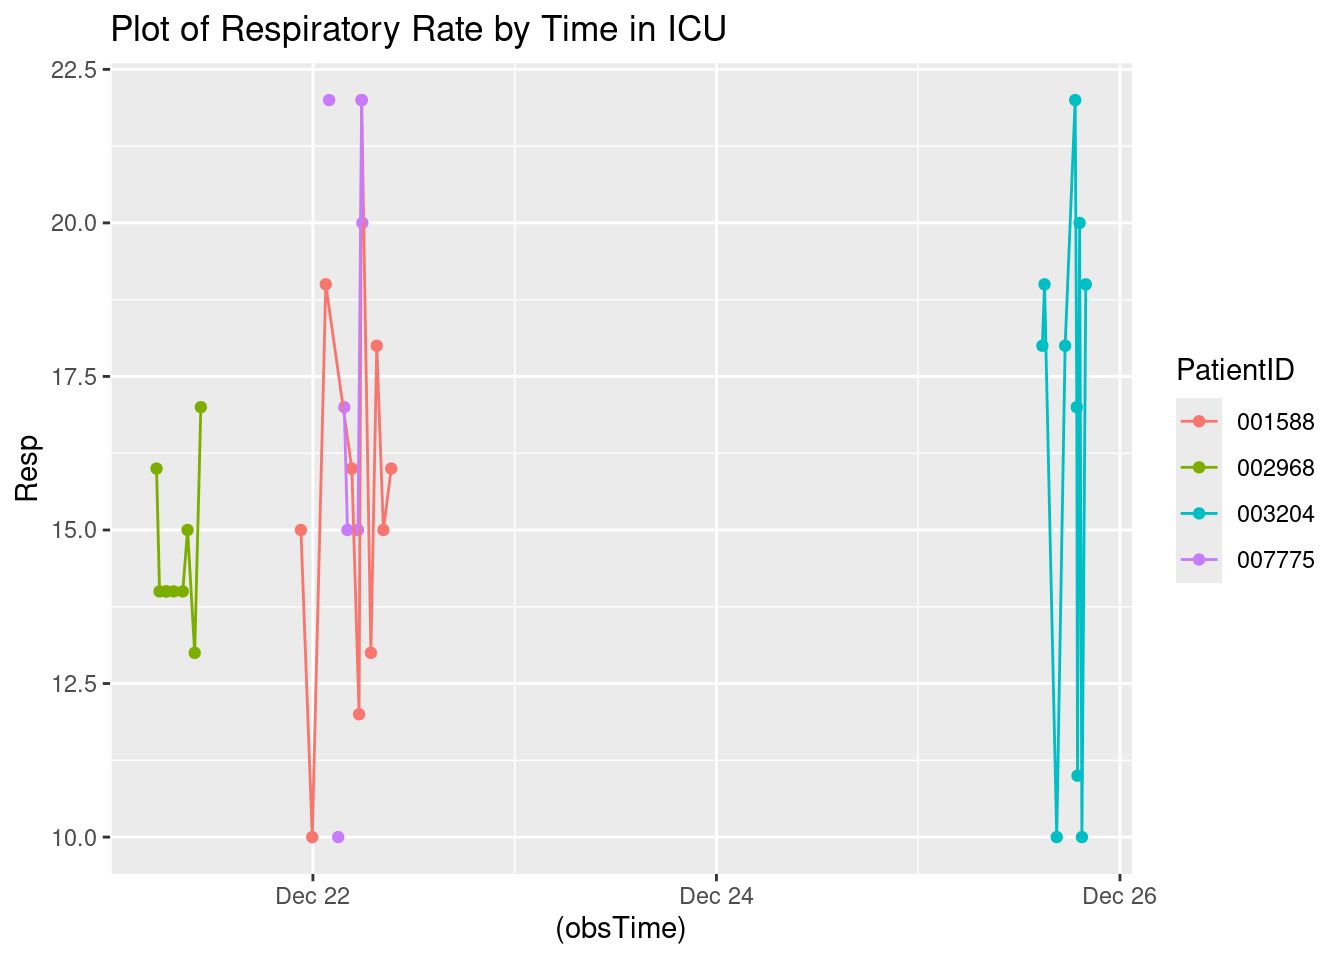 Plot of Respiratory Rate by Time in ICU
22.5
20.0
17.5
15.0
12.5
10.0
Resp
Dec 22
Dec 24
Dec 26
(obsTime)
PatientID
001588
002968
003204
007775